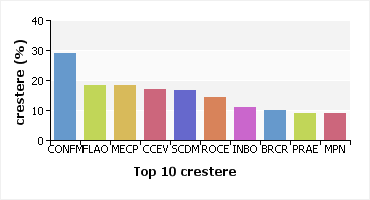 40
30
20
10
0
crestere (%)
CONFM FLAO MECP CCEV SCDM ROCE INBO BRCR PRAE MPN
Top 10 crestere